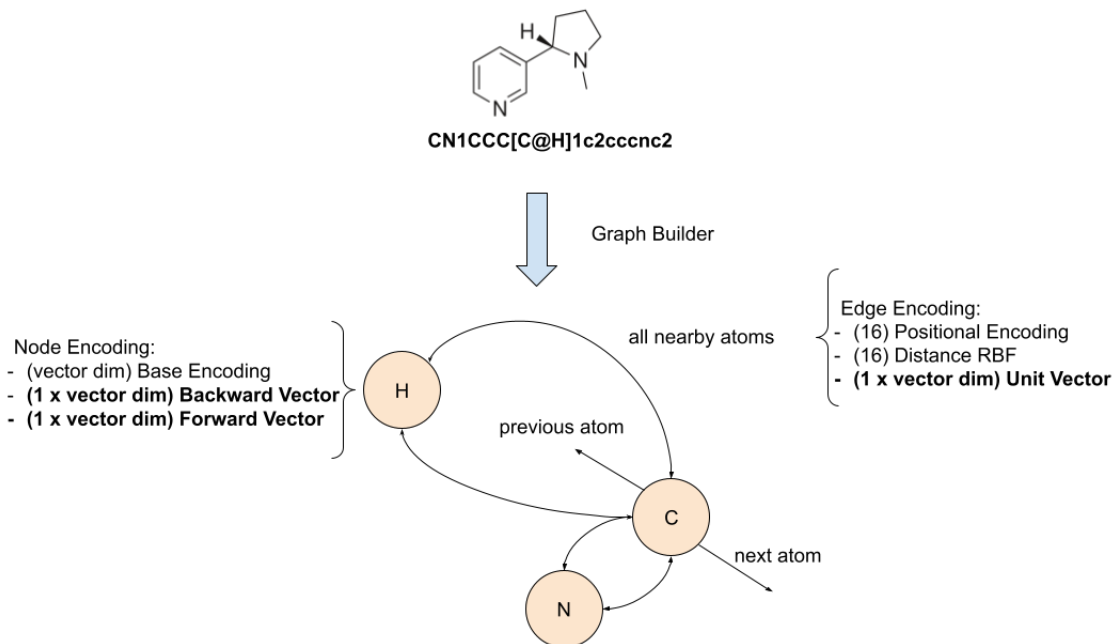 H
N
N
CN1CCC[C@H]1c2cccnc2
Graph Builder
all nearby atoms
Edge Encoding:
- (16) Positional Encoding
- (16) Distance RBF
- (1 x vector dim) Unit Vector
Node Encoding:
- (vector dim) Base Encoding
- (1 x vector dim) Backward Vector
- (1 x vector dim) Forward Vector
H
previous atom
C
next atom
N